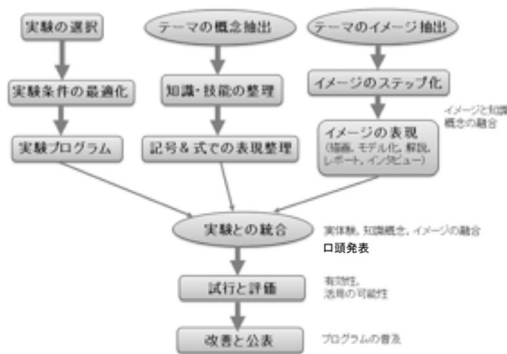 実験の選択
テーマの概念抽出
テーマのイメージ抽出
実験条件の最適化
知識・技能の整理
イメージのステップ化
イメージと知識
概念の融合
実験プログラム
記号&式での表現整理
イメージの表現
(描画, モデル化, 解説,
レポート, インタビュー)
実験との統合
実体験, 知識概念, イメージの融合
口頭発表
試行と評価
有効性,
活用の可能性
改善と公表
プログラムの普及